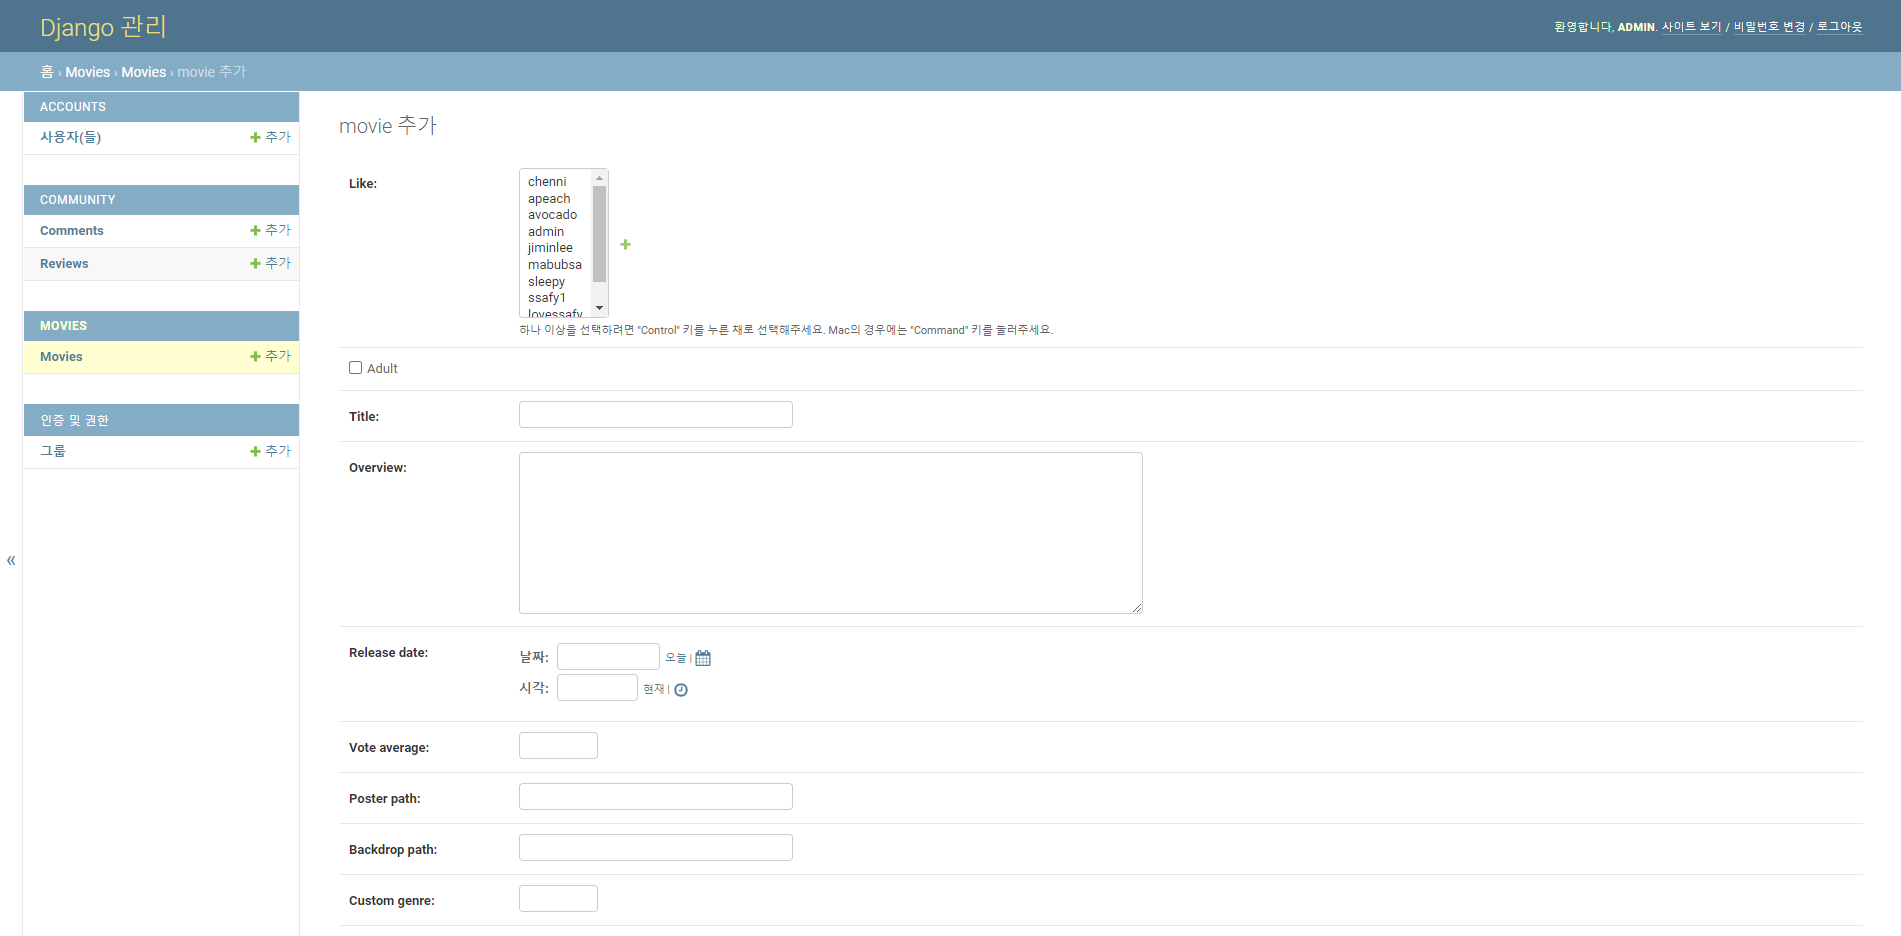 Django 관리
환영합니다, ADMIN. 사이트 보기 / 비밀번호 변경 / 로그아웃
홈 › Movies › Movies › movie 추가
ACCOUNTS
사용자(들) 추가
COMMUNITY
Comments 추가
Reviews 추가
MOVIES
Movies 추가
인증 및 권한
그룹 추가
«
movie 추가
Like:
chenni
apeach
avocado
admin
jiminlee
mabubsa
sleepy
ssafy1
lovessafy
하나 이상을 선택하려면 "Control" 키를 누른 채로 선택해주세요. Mac의 경우에는 "Command" 키를 눌러주세요.
Adult
Title:
Overview:
Release date:
날짜: 오늘 |
시각: 현재 |
Vote average:
Poster path:
Backdrop path:
Custom genre: